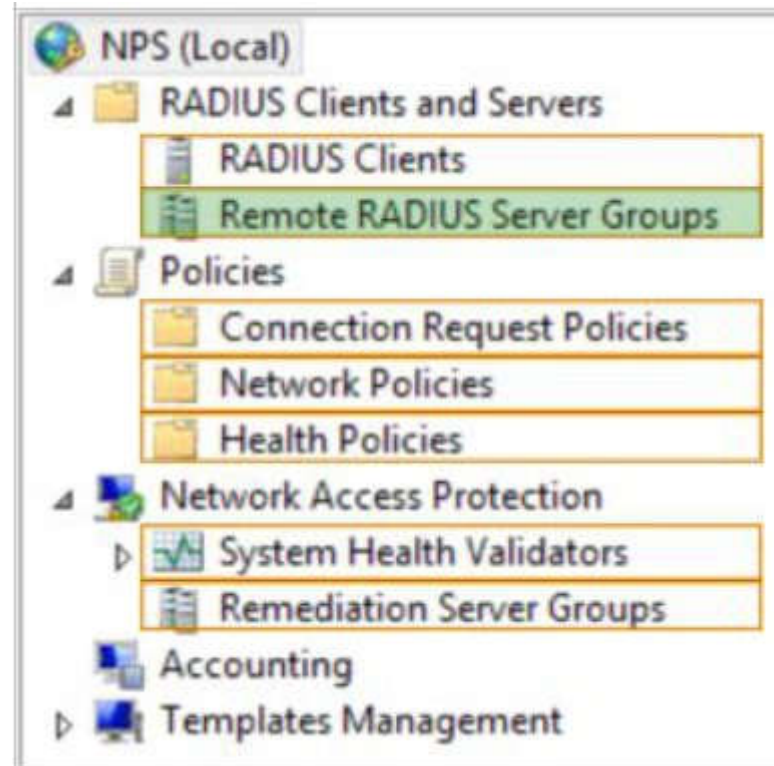 NPS (Local)
RADIUS Clients and Servers
RADIUS Clients
Remote RADIUS Server Groups
Policies
Connection Request Policies
Network Policies
Health Policies
Network Access Protection
System Health Validators
Remediation Server Groups
Accounting
Templates Management